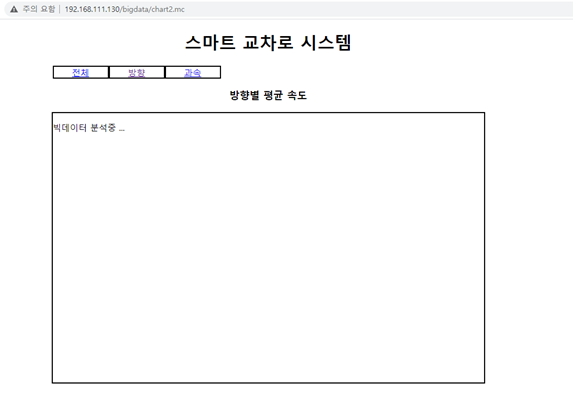 주의 요함 | 192.168.111.130/bigdata/chart2.mc
스마트 교차로 시스템
전체 방향 과속
방향별 평균 속도
빅데이터 분석중 ...